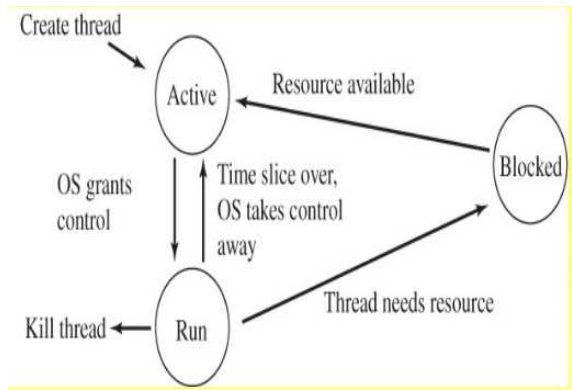 Create thread
Active
Resource available
Blocked
OS grants
control
Time slice over,
OS takes control
away
Thread needs resource
Kill thread
Run